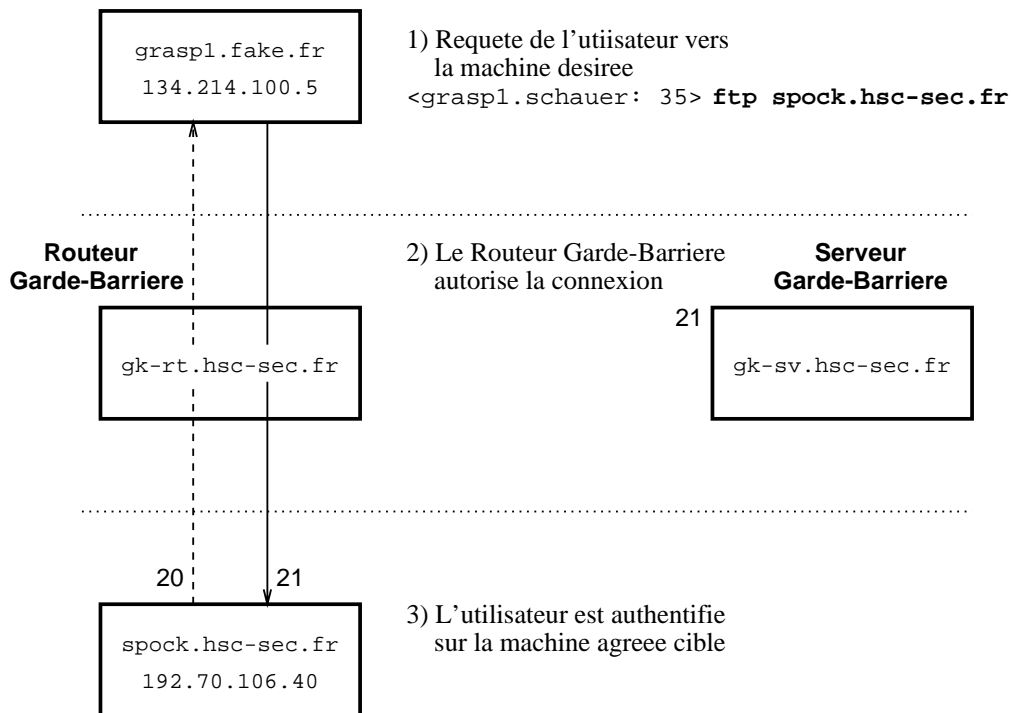 grasp1.fake.fr
134.214.100.5
1) Requete de l'utiisateur vers
la machine desiree
<grasp1.schauer: 35> ftp spock.hsc-sec.fr
Routeur
Garde-Barriere
2) Le Routeur Garde-Barriere
autorise la connexion
Serveur
Garde-Barriere
21
gk-rt.hsc-sec.fr
gk-sv.hsc-sec.fr
20
21
spock.hsc-sec.fr
192.70.106.40
3) L'utilisateur est authentifie
sur la machine agreee cible